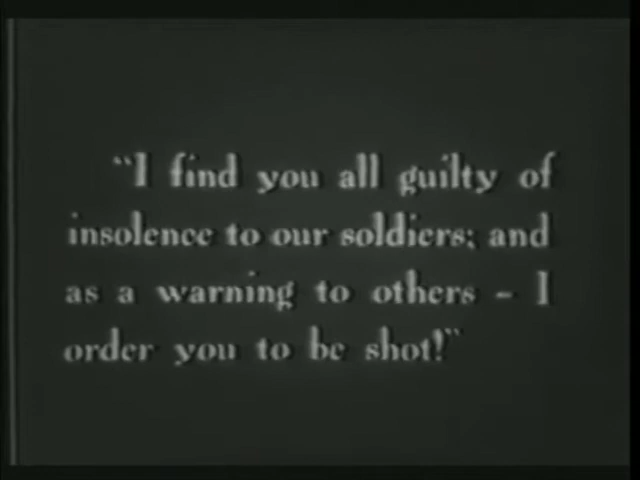 "I find you all guilty of
insolence to our soldiers; and
as a warning to others - I
order you to be shot!"